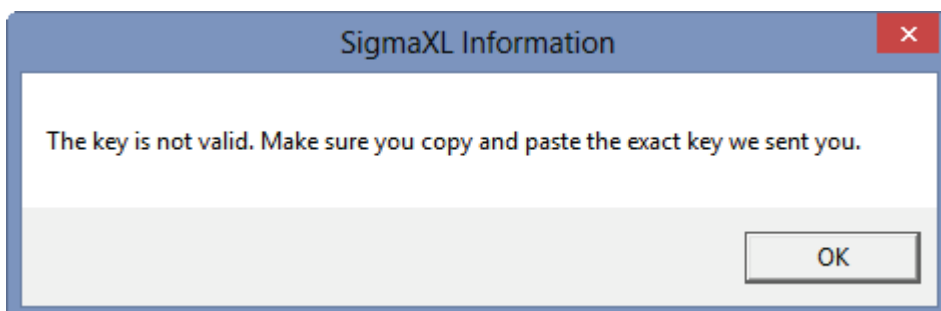 SigmaXL Information
The key is not valid. Make sure you copy and paste the exact key we sent you.
OK